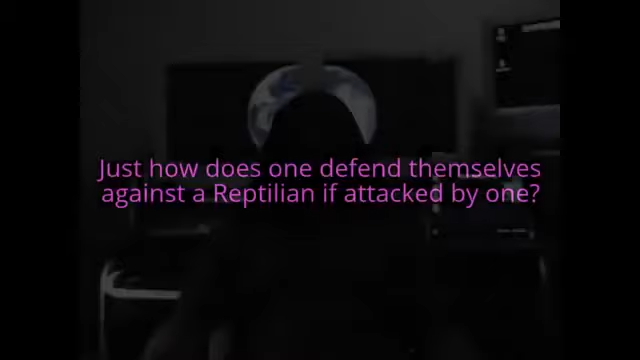 Just how does one defend themselves
against a Reptilian if attacked by one?